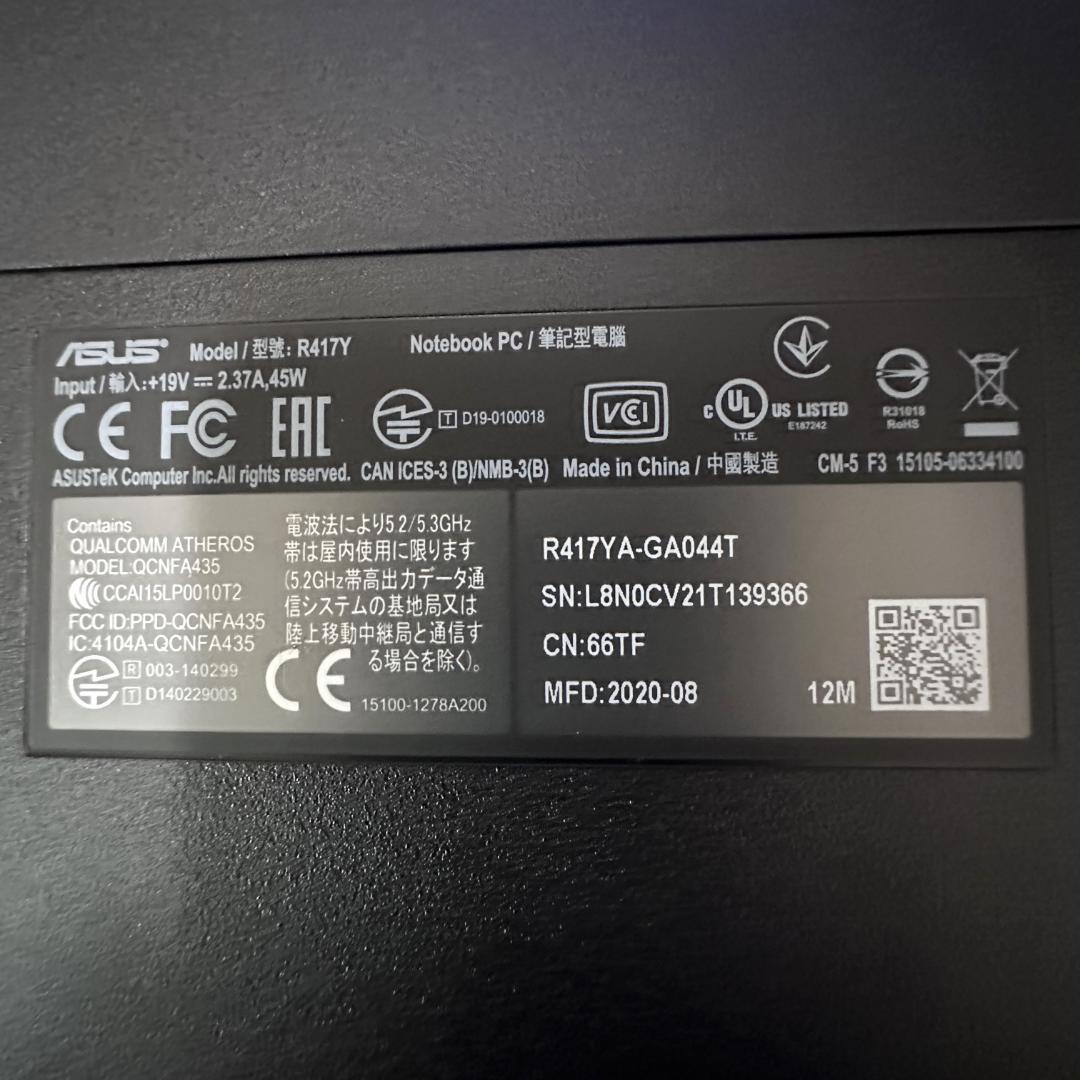 ASUS Model / 型號: R417Y Notebook PC / 筆記型電腦
Input / 輸入:+19V ⎓ 2.37A,45W
CE FC EAC T D19-0100018 VCI c UL US LISTED
I.T.E. E187242
R31018
RoHS
ASUSTeK Computer Inc.All rights reserved. CAN ICES-3 (B)/NMB-3(B) Made in China / 中國製造 CM-5 F3 15105-06334100
Contains
QUALCOMM ATHEROS
MODEL:QCNFA435
CCAI15LP0010T2
FCC ID:PPD-QCNFA435
IC:4104A-QCNFA435
R 003-140299
T D140229003
電波法により5.2/5.3GHz
帯は屋内使用に限ります
(5.2GHz帯高出力データ通
信システムの基地局又は
陸上移動中継局と通信す
る場合を除く)。
CE 15100-1278A200
R417YA-GA044T
SN:L8N0CV21T139366
CN:66TF
MFD:2020-08 12M